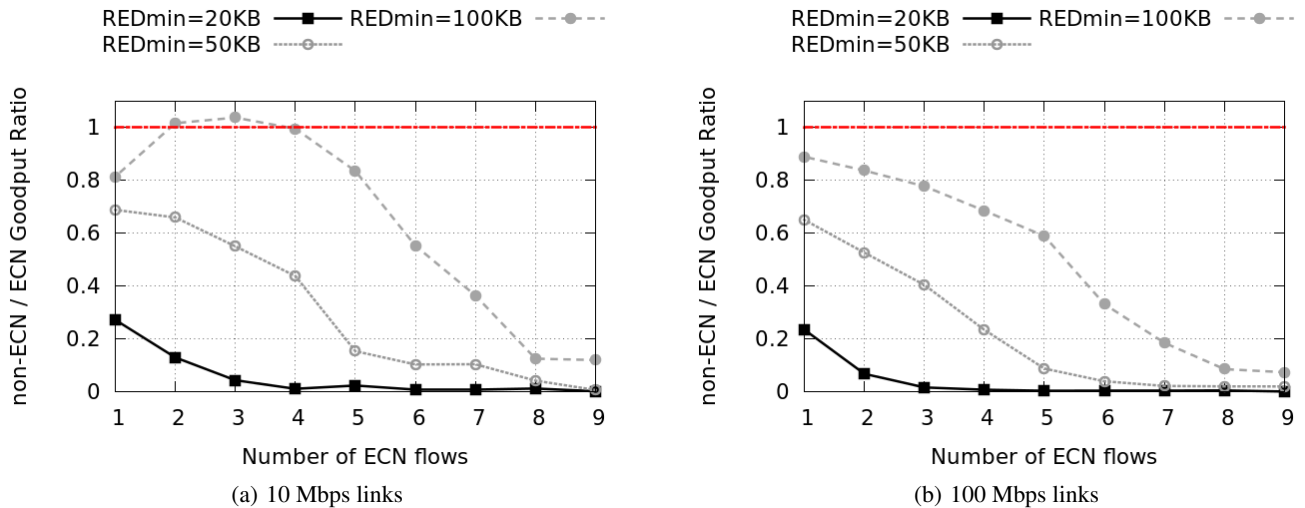 REDmin=20KB REDmin=100KB
REDmin=50KB
non-ECN / ECN Goodput Ratio
1
0.8
0.6
0.4
0.2
0
1 2 3 4 5 6 7 8 9
Number of ECN flows
(a) 10 Mbps links
REDmin=20KB REDmin=100KB
REDmin=50KB
non-ECN / ECN Goodput Ratio
1
0.8
0.6
0.4
0.2
0
1 2 3 4 5 6 7 8 9
Number of ECN flows
(b) 100 Mbps links